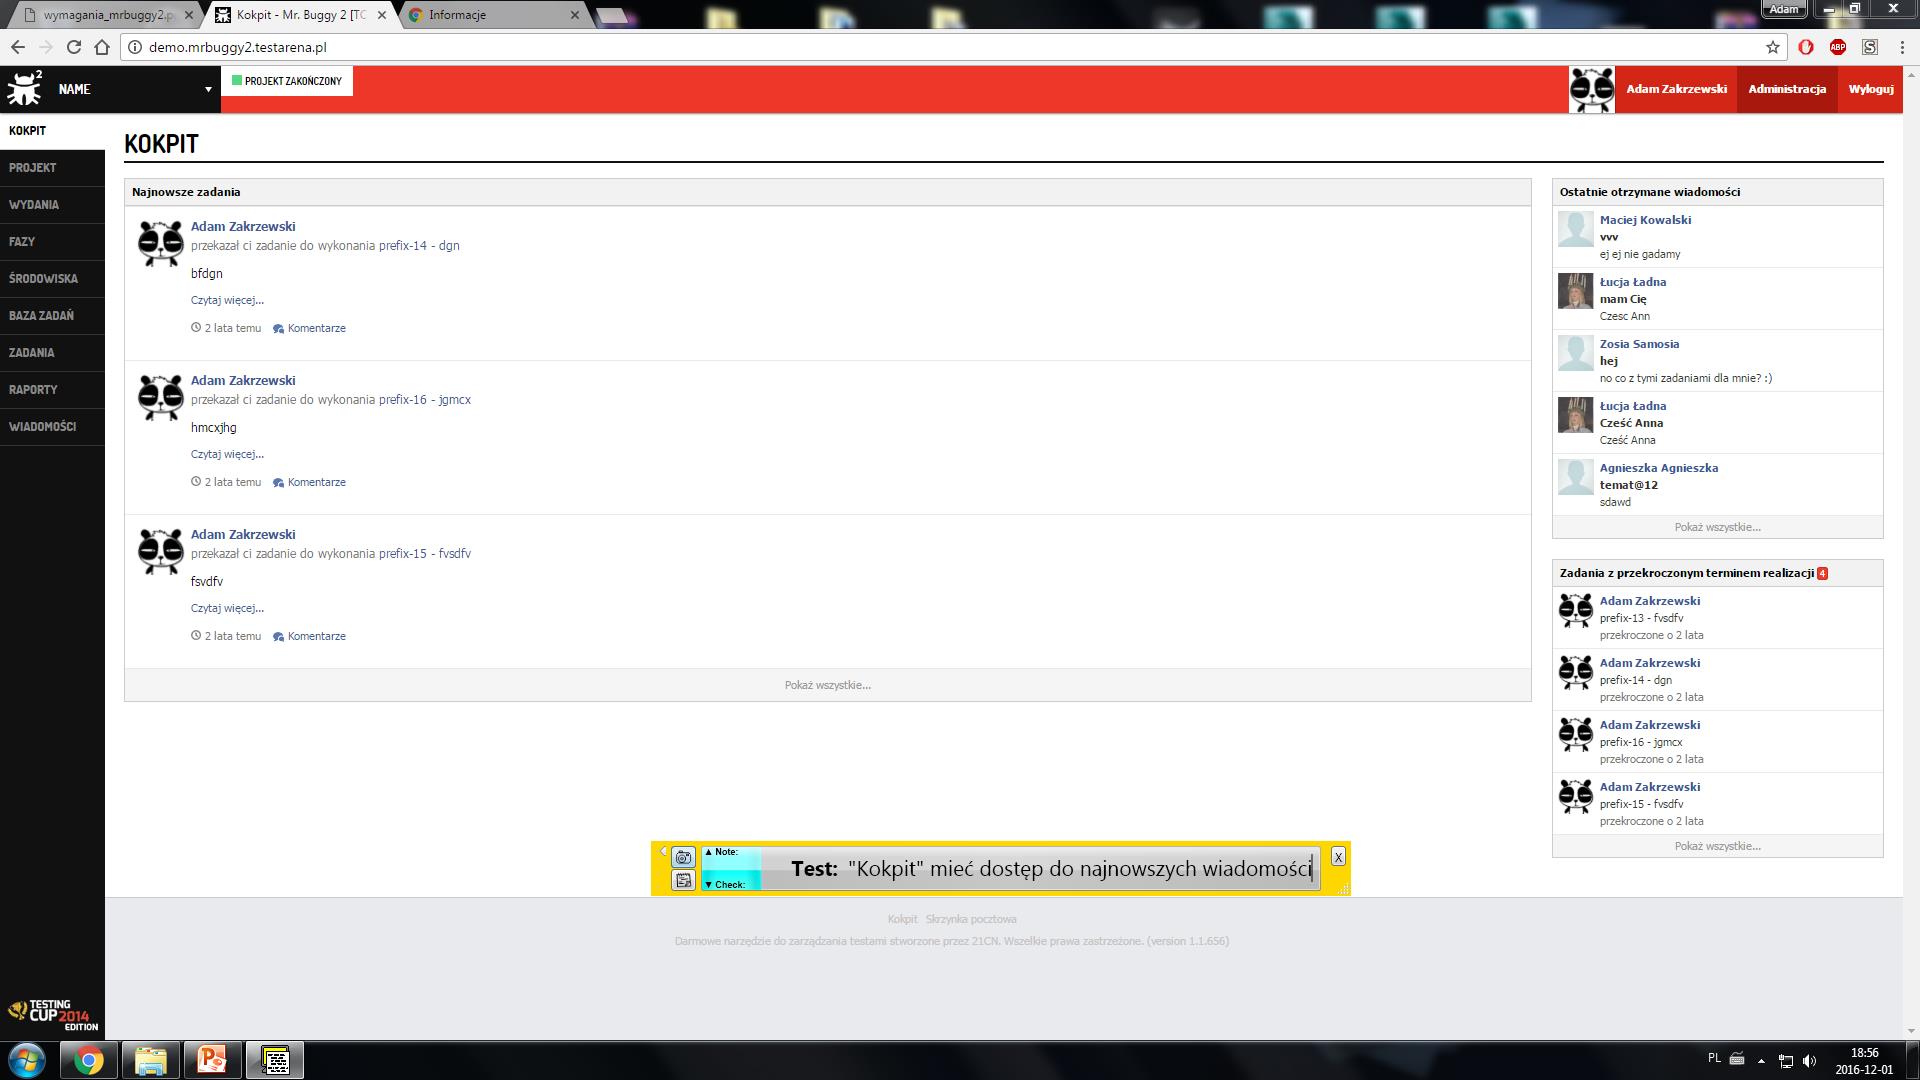 wymagania_mrbuggy2.p
Kokpit - Mr. Buggy 2 [TC
Informacje
Adam
demo.mrbuggy2.testarena.pl
ABP
S
2
NAME
PROJEKT ZAKOŃCZONY
Adam Zakrzewski
Administracja
Wyloguj
KOKPIT
PROJEKT
WYDANIA
FAZY
ŚRODOWISKA
BAZA ZADAŃ
ZADANIA
RAPORTY
WIADOMOŚCI
KOKPIT
Najnowsze zadania
Adam Zakrzewski
przekazał ci zadanie do wykonania prefix-14 - dgn
bfdgn
Czytaj więcej...
2 lata temu Komentarze
Adam Zakrzewski
przekazał ci zadanie do wykonania prefix-16 - jgmcx
hmcxjhg
Czytaj więcej...
2 lata temu Komentarze
Adam Zakrzewski
przekazał ci zadanie do wykonania prefix-15 - fvsdfv
fsvdfv
Czytaj więcej...
2 lata temu Komentarze
Pokaż wszystkie...
Ostatnie otrzymane wiadomości
Maciej Kowalski
vvv
ej ej nie gadamy
Łucja Ładna
mam Cię
Czesc Ann
Zosia Samosia
hej
no co z tymi zadaniami dla mnie? :)
Łucja Ładna
Cześć Anna
Cześć Anna
Agnieszka Agnieszka
temat@12
sdawd
Pokaż wszystkie...
Zadania z przekroczonym terminem realizacji 4
Adam Zakrzewski
prefix-13 - fvsdfv
przekroczone o 2 lata
Adam Zakrzewski
prefix-14 - dgn
przekroczone o 2 lata
Adam Zakrzewski
prefix-16 - jgmcx
przekroczone o 2 lata
Adam Zakrzewski
prefix-15 - fvsdfv
przekroczone o 2 lata
Pokaż wszystkie...
▲ Note:
▼ Check:
Test: "Kokpit" mieć dostęp do najnowszych wiadomości
X
Kokpit Skrzynka pocztowa
Darmowe narzędzie do zarządzania testami stworzone przez 21CN. Wszelkie prawa zastrzeżone. (version 1.1.656)
TESTING
CUP 2014
EDITION
PL
18:56
2016-12-01